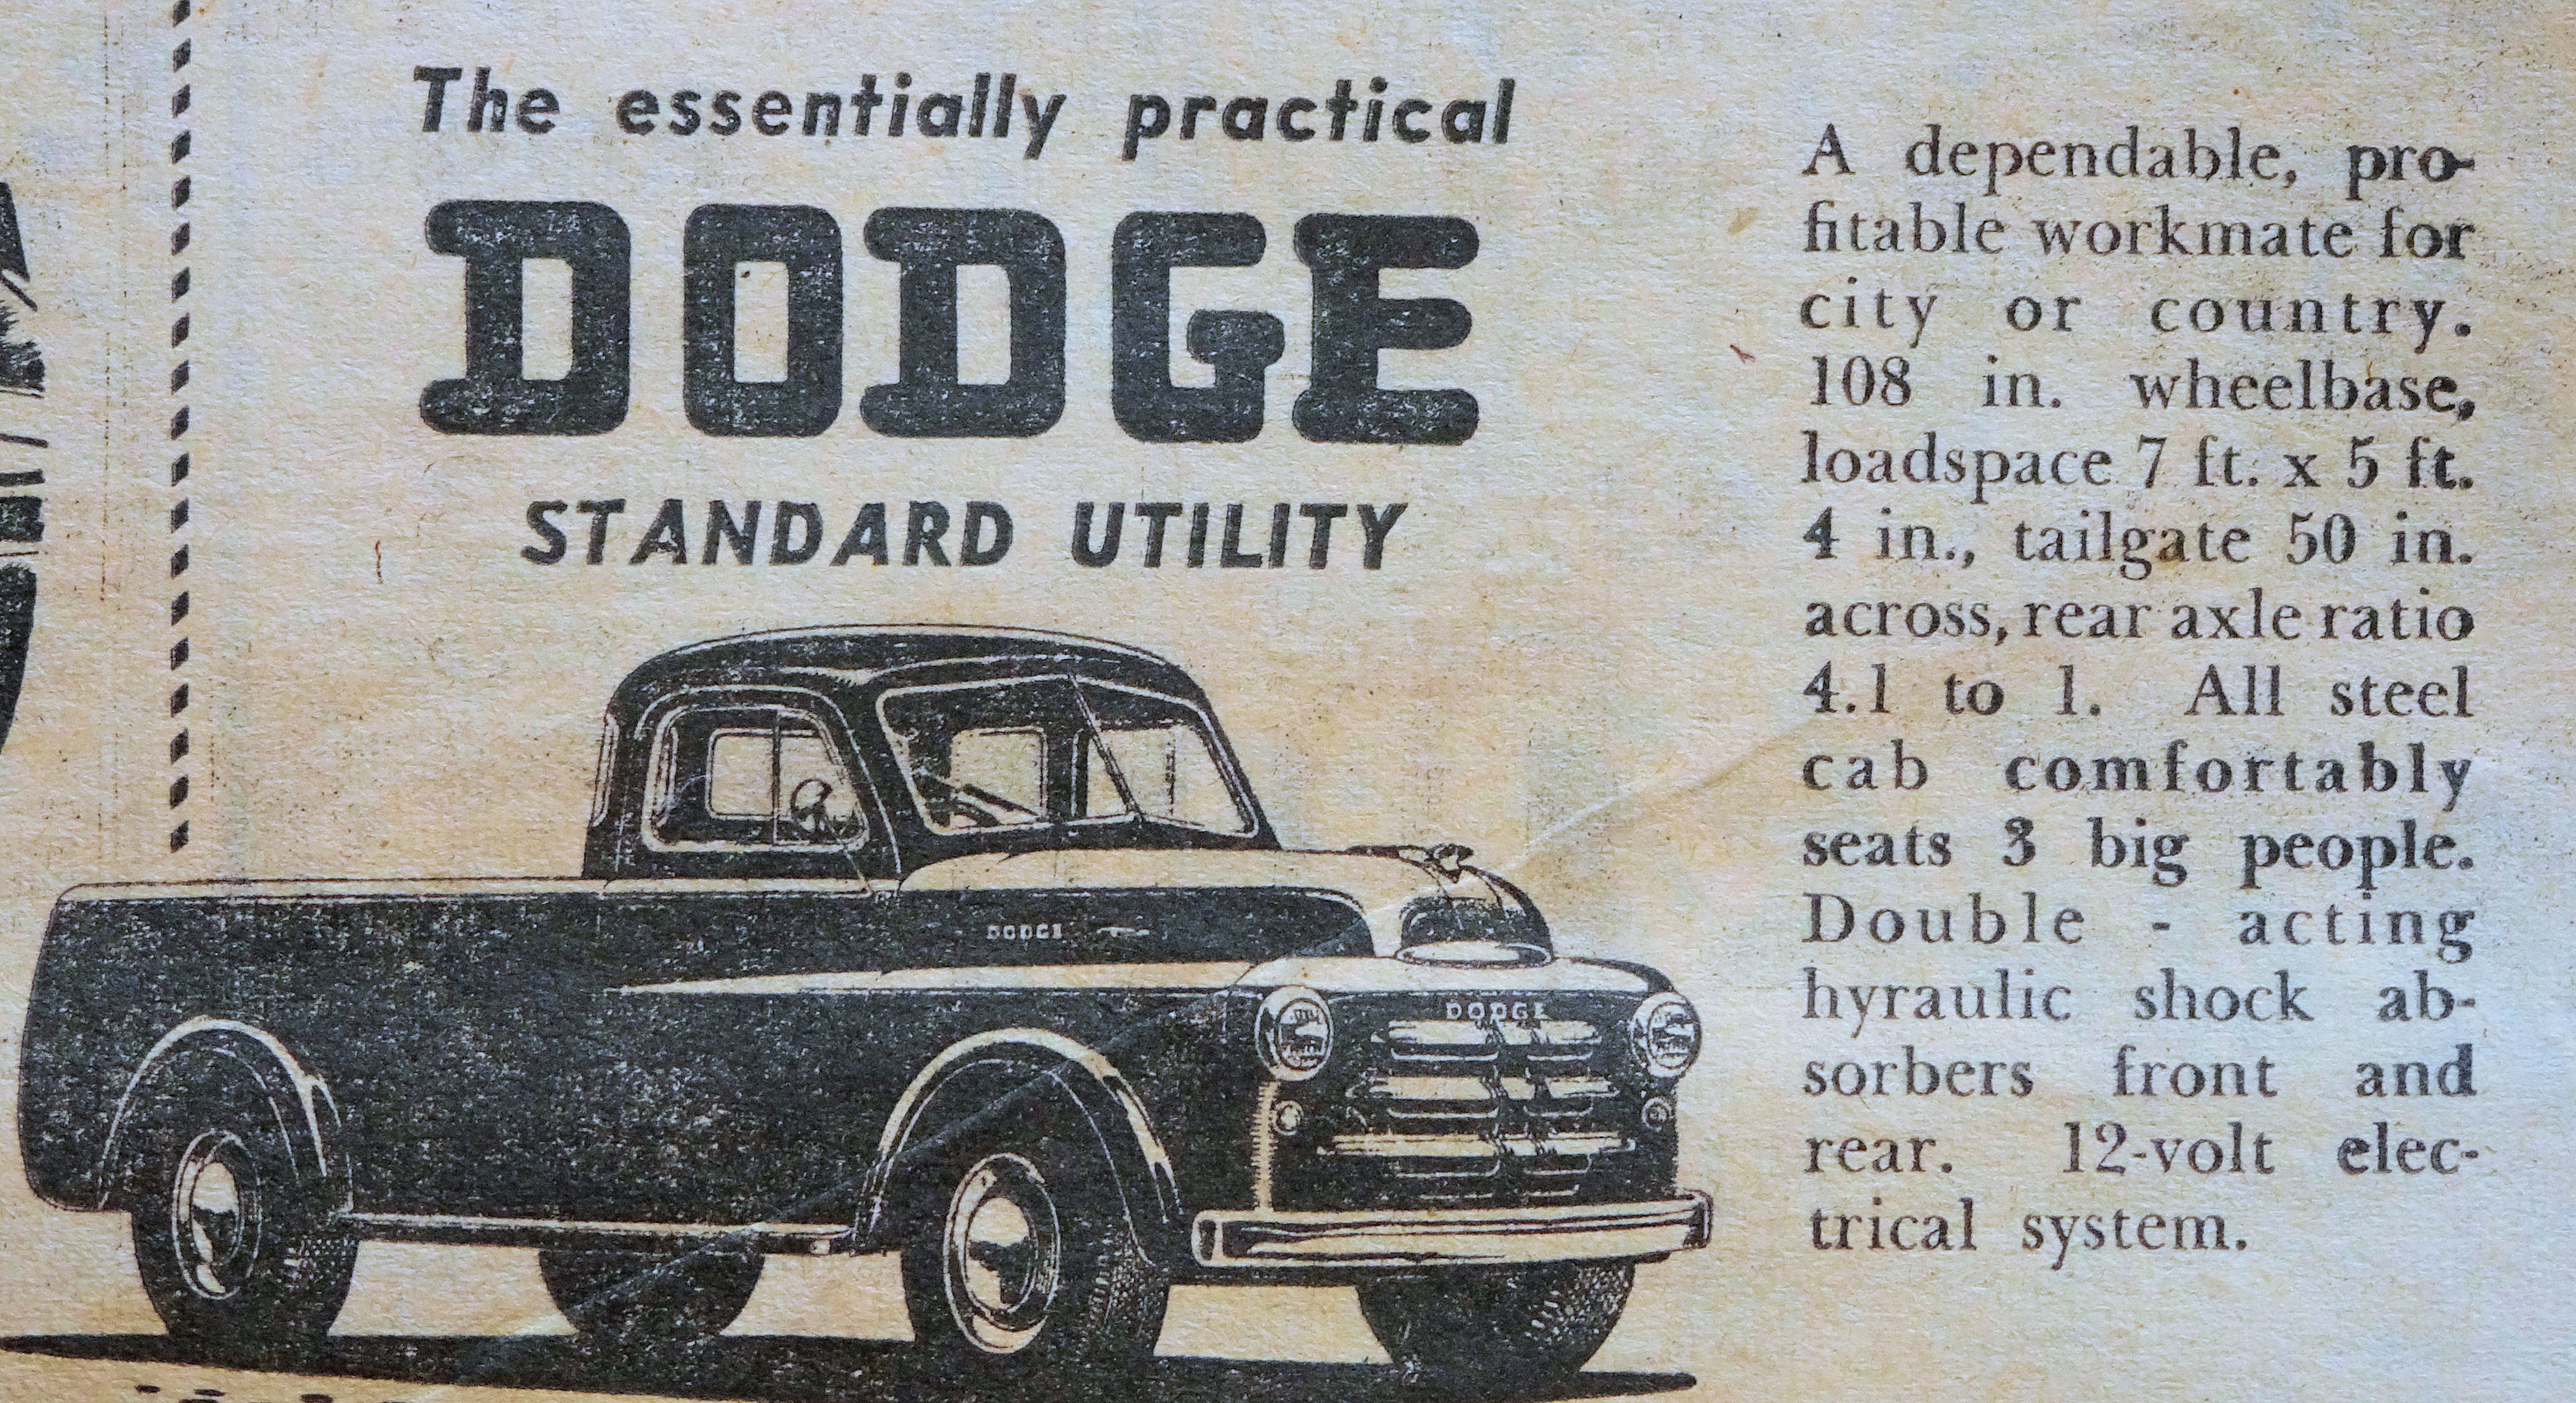 The essentially practical
DODGE
STANDARD UTILITY
DODGE
DODGE
A dependable, pro-
fitable workmate for
city or country.
108 in. wheelbase,
loadspace 7 ft. x 5 ft.
4 in., tailgate 50 in.
across, rear axle ratio
4.1 to 1. All steel
cab comfortably
seats 3 big people.
Double - acting
hyraulic shock ab-
sorbers front and
rear. 12-volt elec-
trical system.